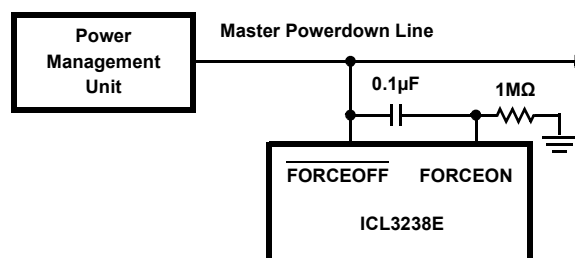 Power
Management
Unit
Master Powerdown Line
0.1µF
1MΩ
FORCEOFF FORCEON
ICL3238E